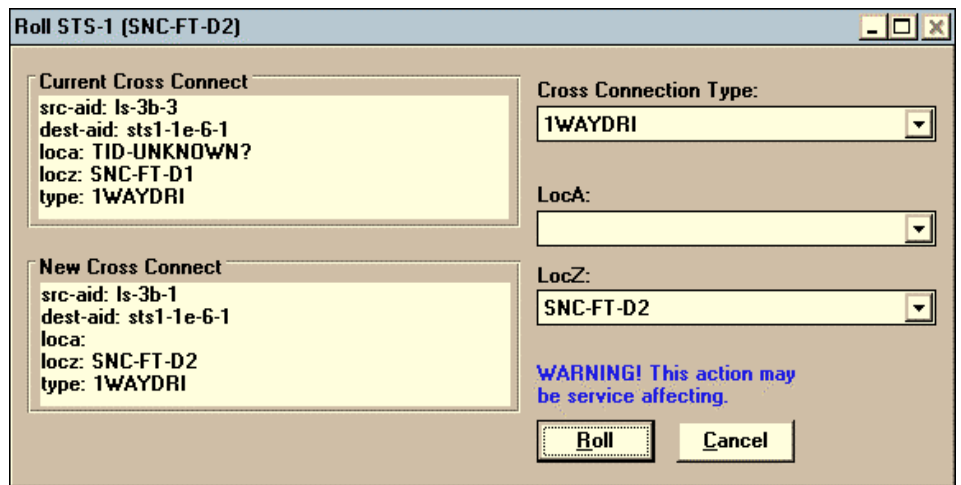 Roll STS-1 (SNC-FT-D2)
Current Cross Connect
src-aid: ls-3b-3
dest-aid: sts1-1e-6-1
loca: TID-UNKNOWN?
locz: SNC-FT-D1
type: 1WAYDRI
New Cross Connect
src-aid: ls-3b-1
dest-aid: sts1-1e-6-1
loca:
locz: SNC-FT-D2
type: 1WAYDRI
Cross Connection Type:
1WAYDRI
LocA:
LocZ:
SNC-FT-D2
WARNING! This action may
be service affecting.
Roll
Cancel